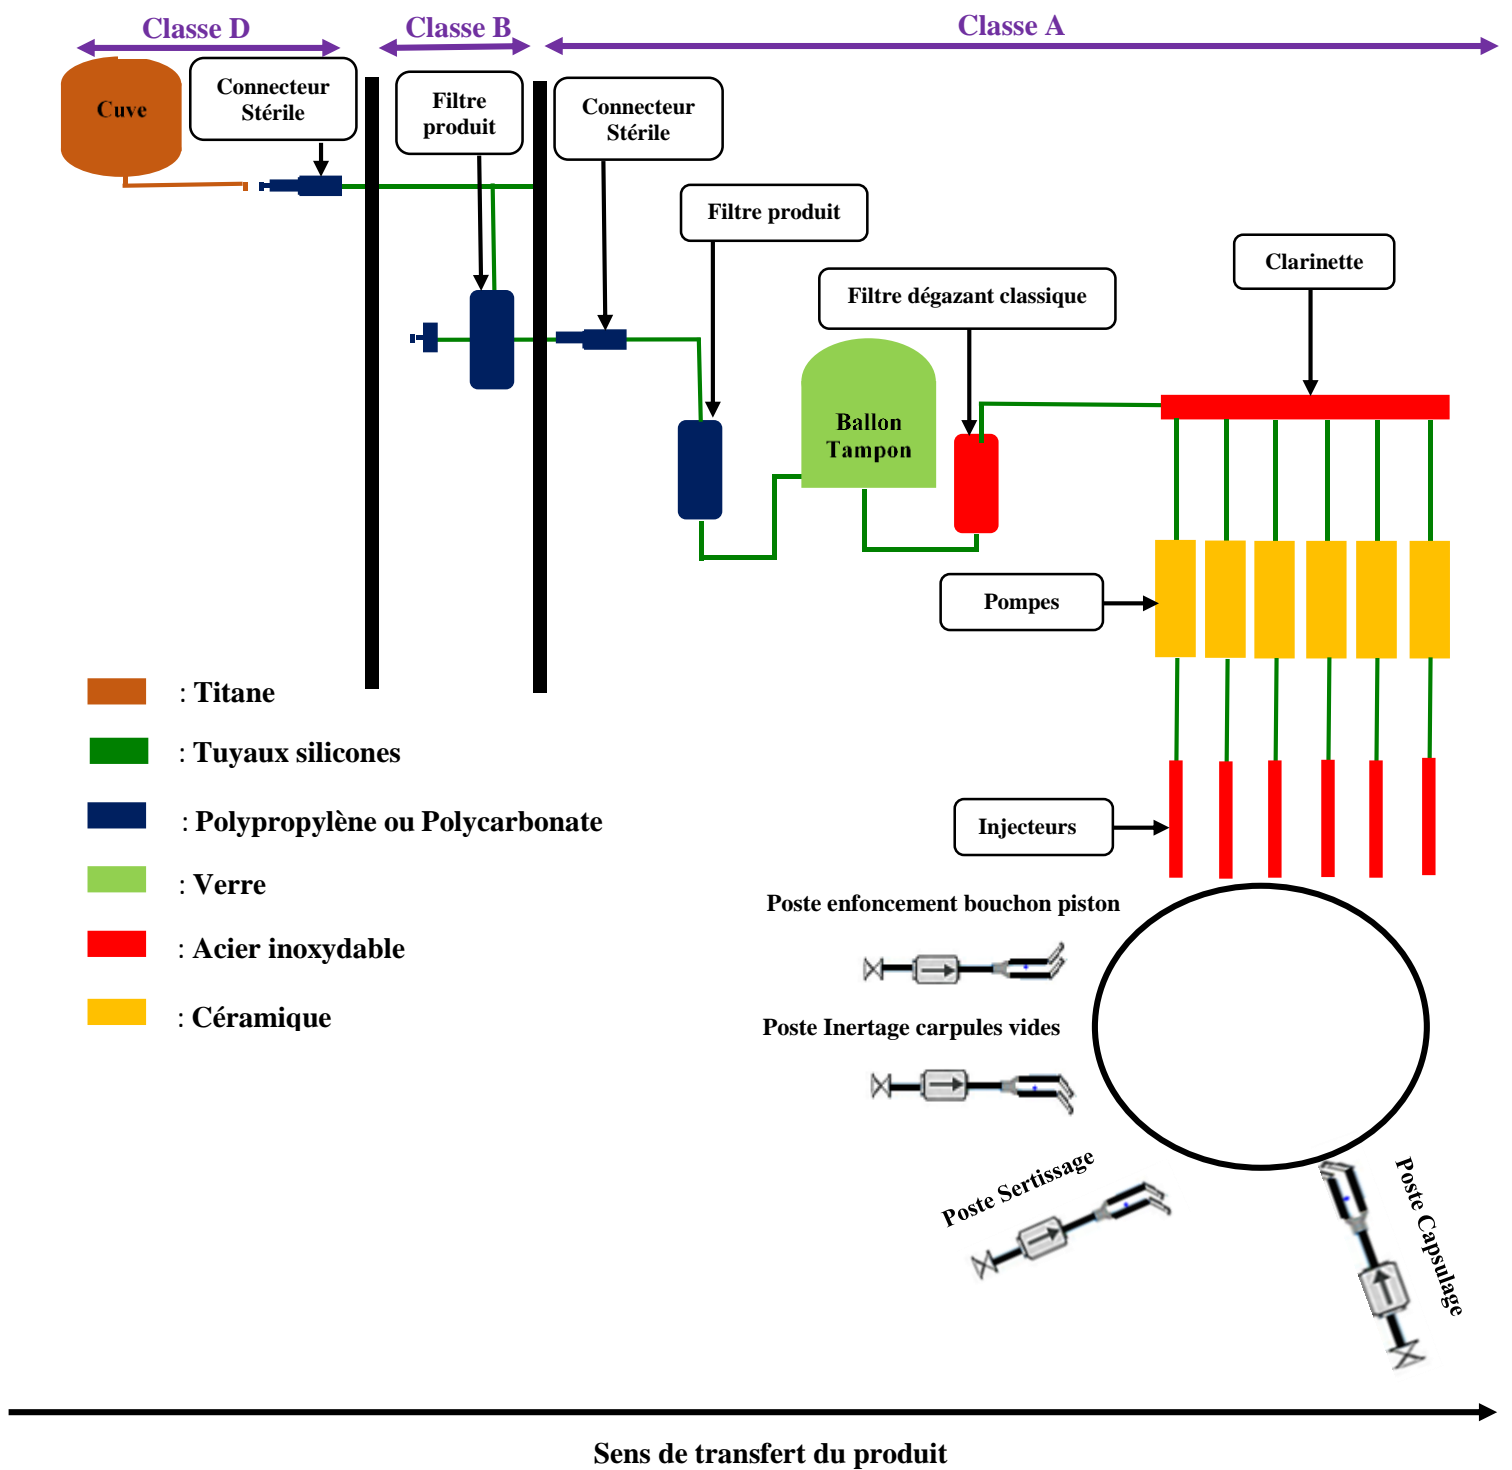 Classe D
Classe B
Classe A
Cuve
Connecteur
Stérile
Filtre
produit
Connecteur
Stérile
Filtre produit
Filtre dégazant classique
Clarinette
Ballon
Tampon
Pompes
: Titane
: Tuyaux silicones
: Polypropylène ou Polycarbonate
: Verre
: Acier inoxydable
: Céramique
Injecteurs
Poste enfoncement bouchon piston
Poste Inertage carpules vides
Poste Sertissage
Poste Capsulage
Sens de transfert du produit